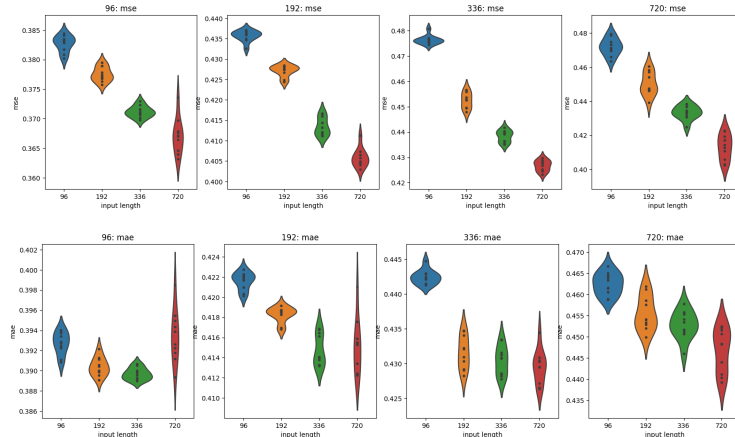 96: mse
0.385
0.380
0.375
0.370
0.365
0.360
mse
96 192 336 720
input length
192: mse
0.440
0.435
0.430
0.425
0.420
0.415
0.410
0.405
0.400
mse
96 192 336 720
input length
336: mse
0.48
0.47
0.46
0.45
0.44
0.43
0.42
mse
96 192 336 720
input length
720: mse
0.48
0.46
0.44
0.42
0.40
mse
96 192 336 720
input length
96: mae
0.402
0.400
0.398
0.396
0.394
0.392
0.390
0.388
0.386
mae
96 192 336 720
input length
192: mae
0.424
0.422
0.420
0.418
0.416
0.414
0.412
0.410
mae
96 192 336 720
input length
336: mae
0.445
0.440
0.435
0.430
0.425
mae
96 192 336 720
input length
720: mae
0.470
0.465
0.460
0.455
0.450
0.445
0.440
0.435
mae
96 192 336 720
input length